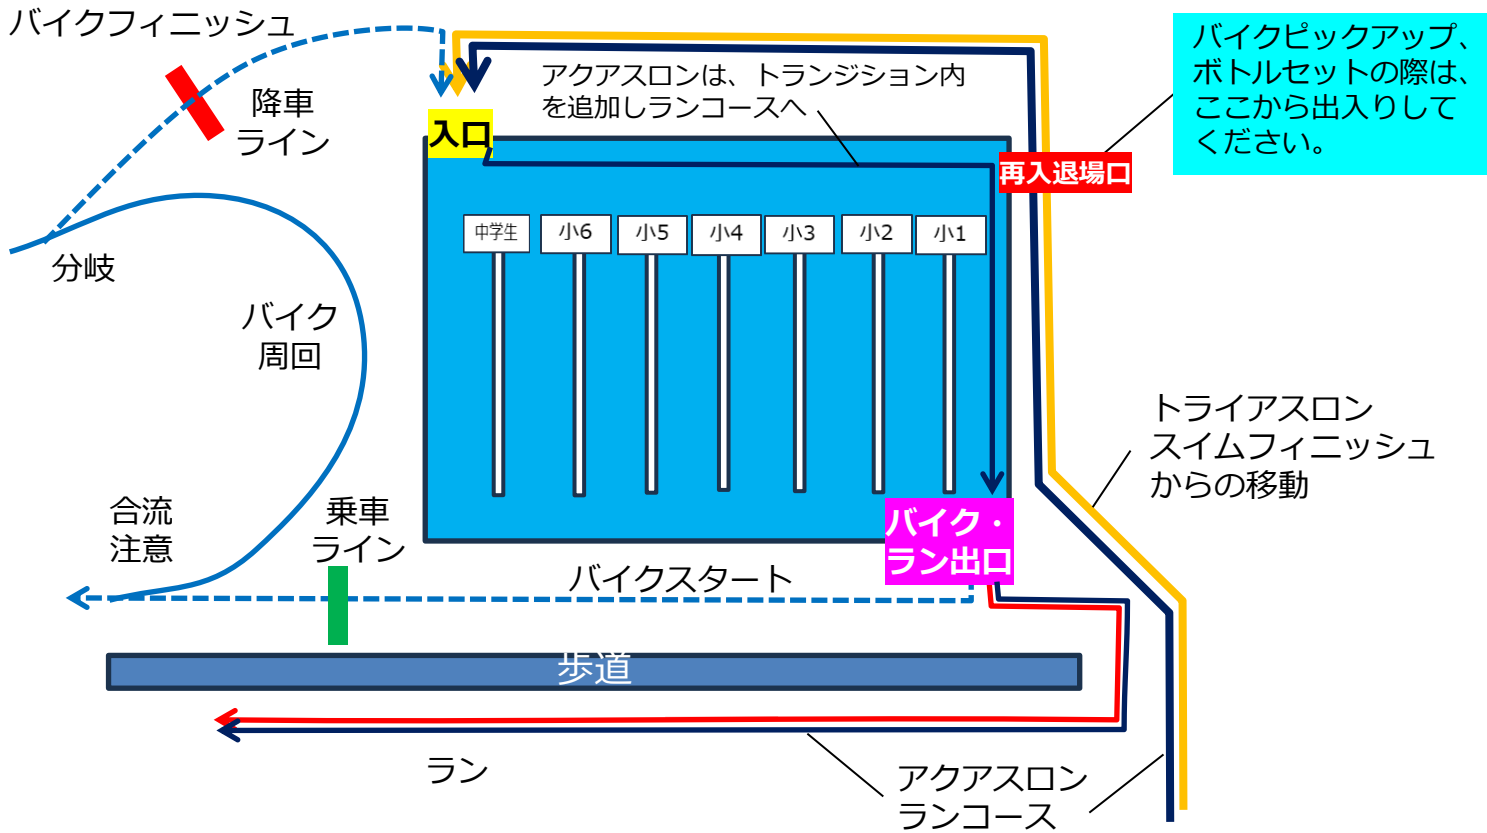 バイクフィニッシュ
降車
ライン
分岐
バイク
周回
合流
注意
乗車
ライン
入口
アクアスロンは、トランジション内
を追加しランコースへ
バイクピックアップ、
ボトルセットの際は、
ここから出入りして
ください。
再入退場口
中学生
小6
小5
小4
小3
小2
小1
トライアスロン
スイムフィニッシュ
からの移動
バイク・
ラン出口
バイクスタート
歩道
ラン
アクアスロン
ランコース